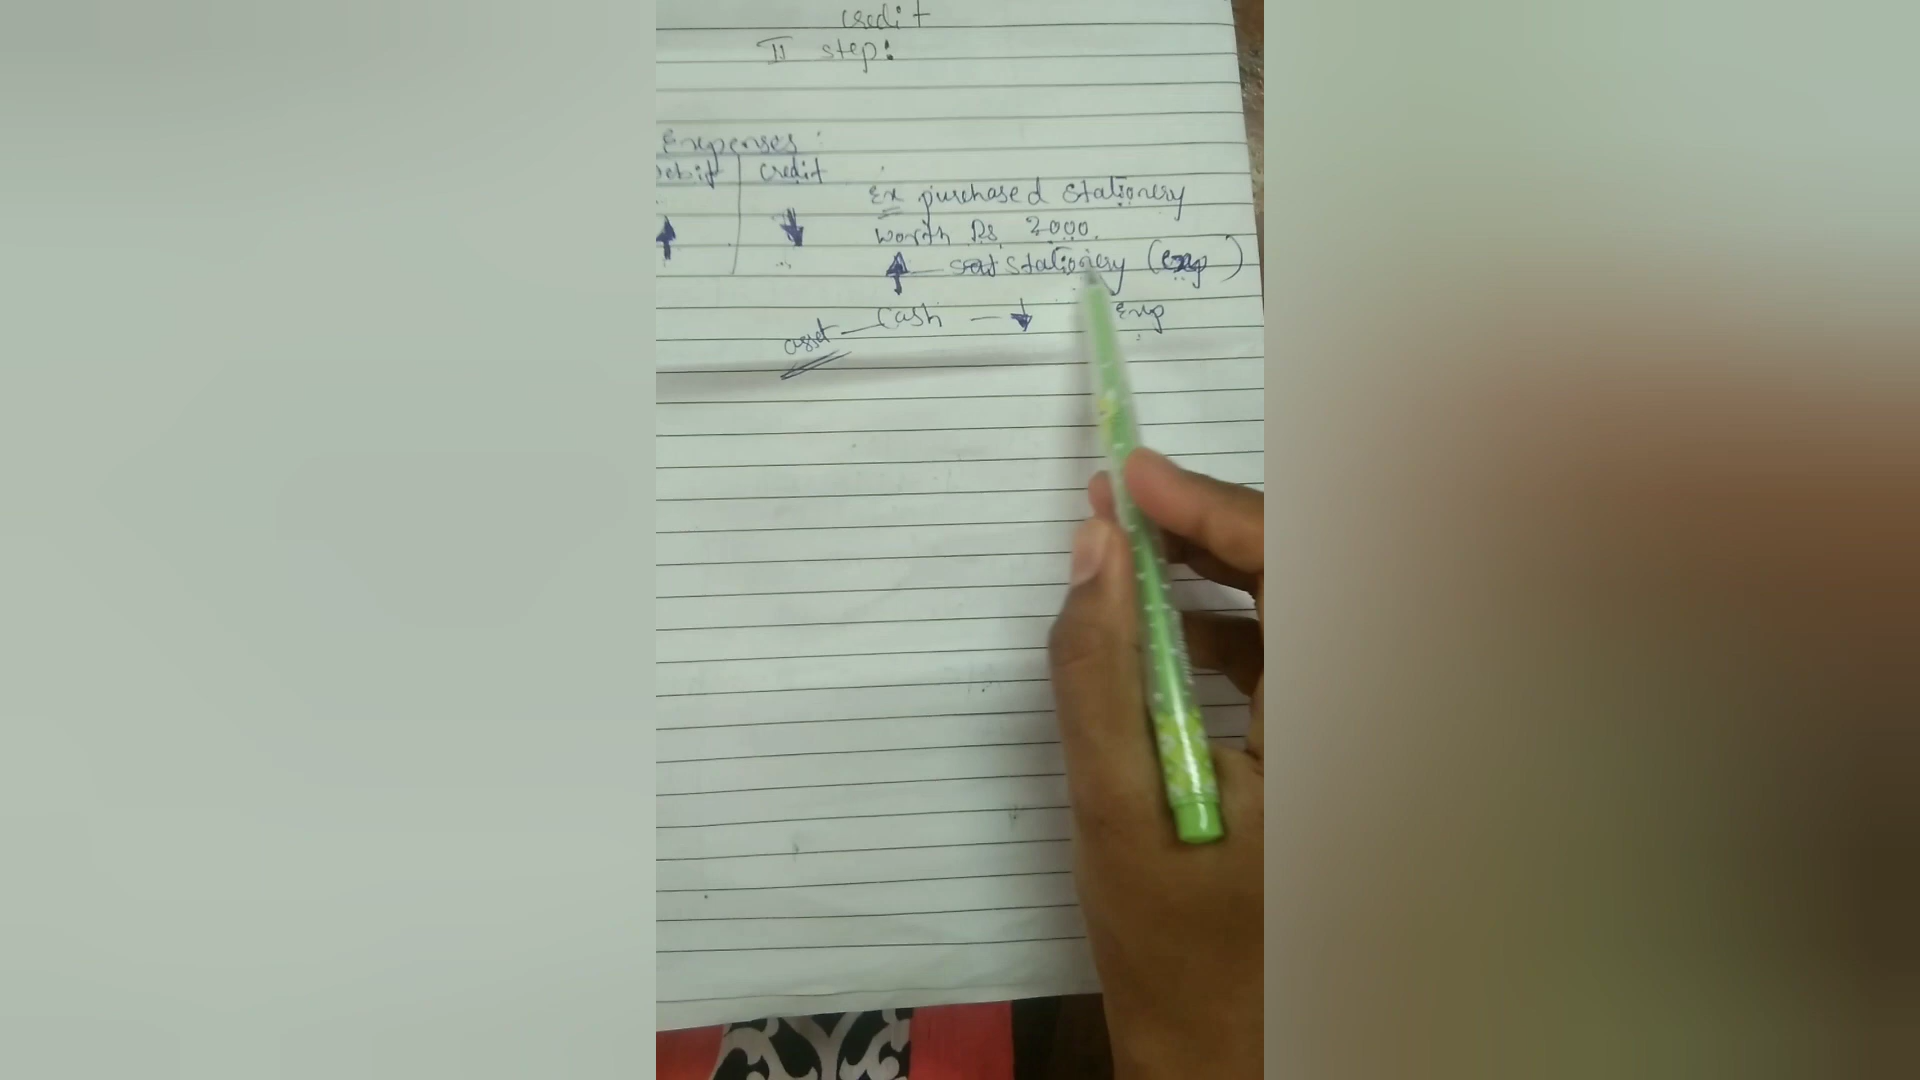 credit
II step:
Expenses :
Debit credit
Ex purchased stationery
worth Rs. 2000.
stationery (exp)
Cash — Exp
asset